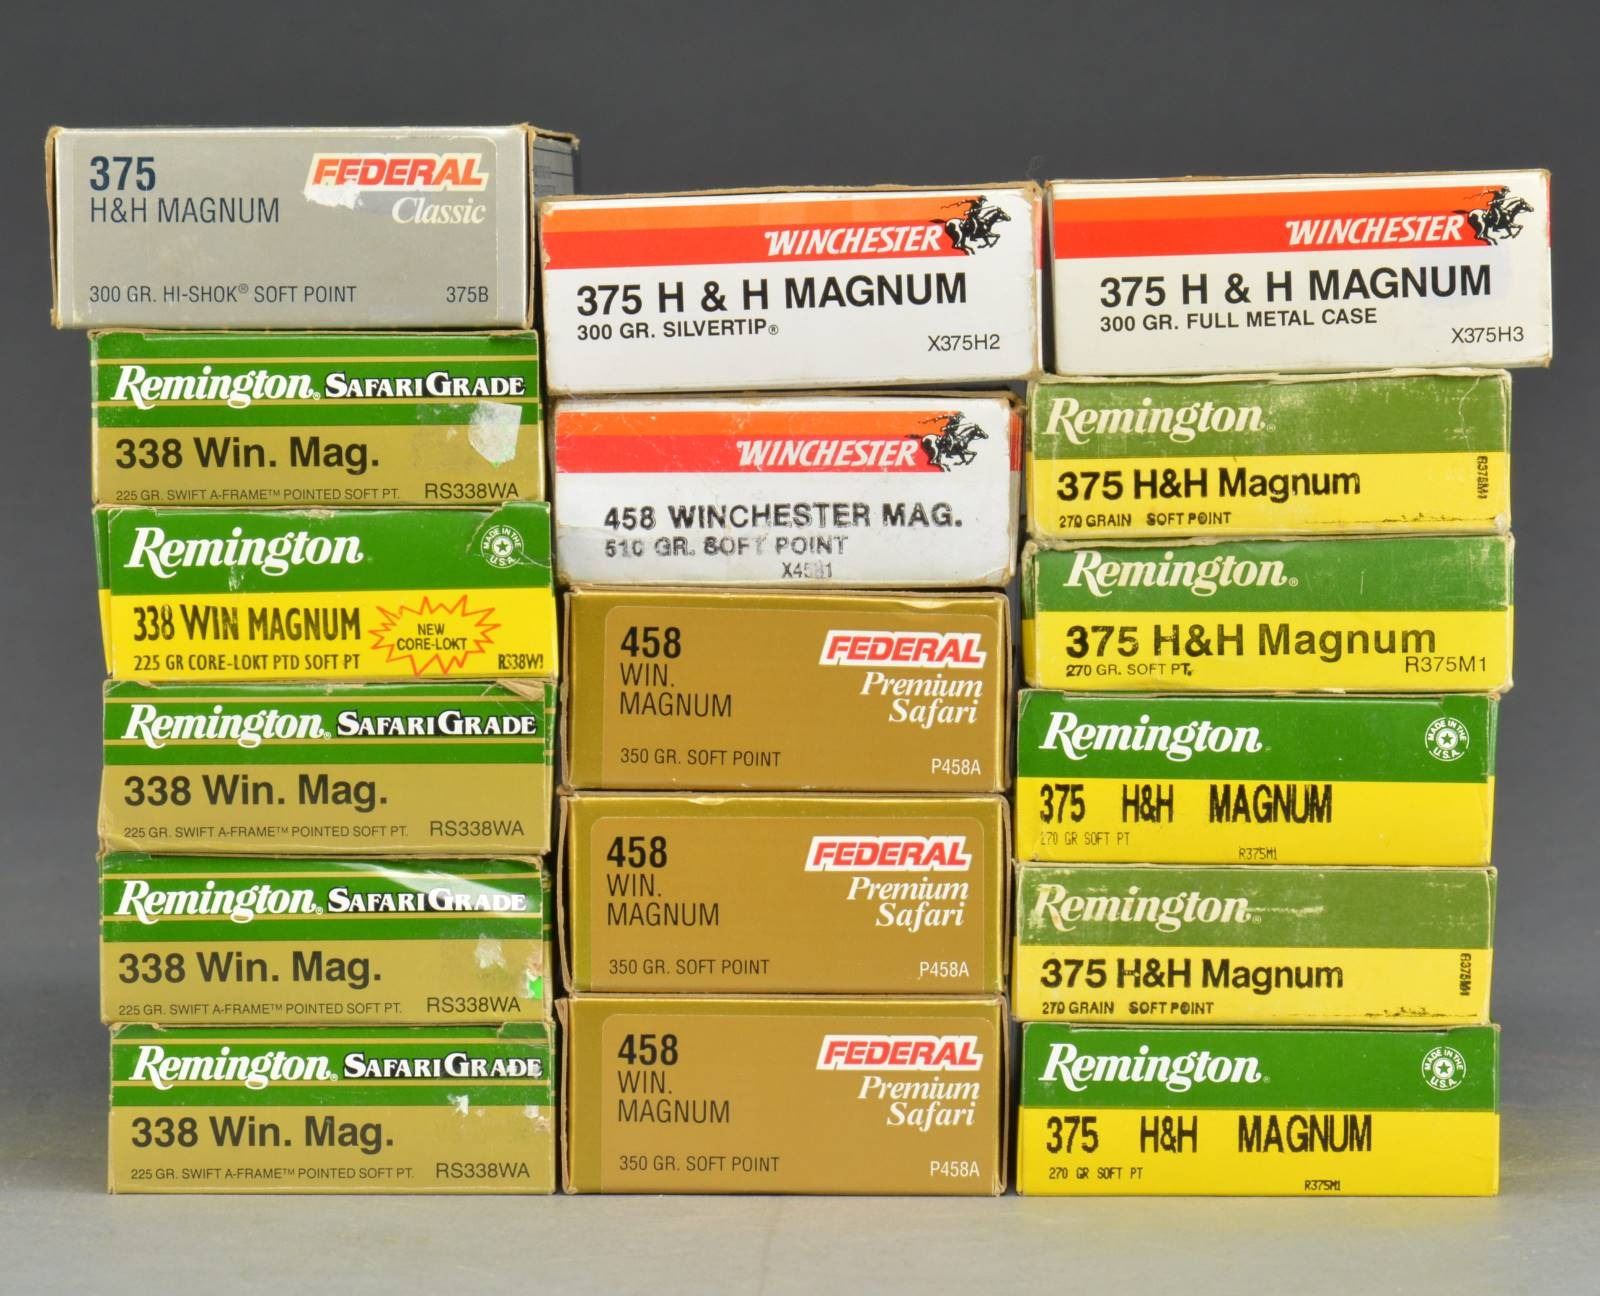 375
H&H MAGNUM
FEDERAL
Classic
300 GR. HI-SHOK® SOFT POINT
375B
Remington® SAFARI GRADE
338 Win. Mag.
225 GR. SWIFT A-FRAME™ POINTED SOFT PT. RS338WA
Remington
MADE IN THE U.S.A.
338 WIN MAGNUM
NEW
CORE-LOKT
225 GR CORE-LOKT PTD SOFT PT
R338W1
Remington® SAFARI GRADE
338 Win. Mag.
225 GR. SWIFT A-FRAME™ POINTED SOFT PT. RS338WA
Remington® SAFARI GRADE
338 Win. Mag.
225 GR. SWIFT A-FRAME™ POINTED SOFT PT. RS338WA
Remington® SAFARI GRADE
338 Win. Mag.
225 GR. SWIFT A-FRAME™ POINTED SOFT PT. RS338WA
WINCHESTER
375 H & H MAGNUM
300 GR. SILVERTIP®
X375H2
WINCHESTER
458 WINCHESTER MAG.
510 GR. SOFT POINT
X4581
458
WIN.
MAGNUM
FEDERAL
Premium
Safari
350 GR. SOFT POINT
P458A
458
WIN.
MAGNUM
FEDERAL
Premium
Safari
350 GR. SOFT POINT
P458A
458
WIN.
MAGNUM
FEDERAL
Premium
Safari
350 GR. SOFT POINT
P458A
WINCHESTER
375 H & H MAGNUM
300 GR. FULL METAL CASE
X375H3
Remington®
375 H&H Magnum
270 GRAIN SOFT POINT
R375M1
Remington®
375 H&H Magnum
270 GR. SOFT PT.
R375M1
Remington®
MADE IN THE U.S.A.
375 H&H MAGNUM
270 GR SOFT PT
R375M1
Remington®
375 H&H Magnum
270 GRAIN SOFT POINT
R375M1
Remington®
MADE IN THE U.S.A.
375 H&H MAGNUM
270 GR SOFT PT
R375M1